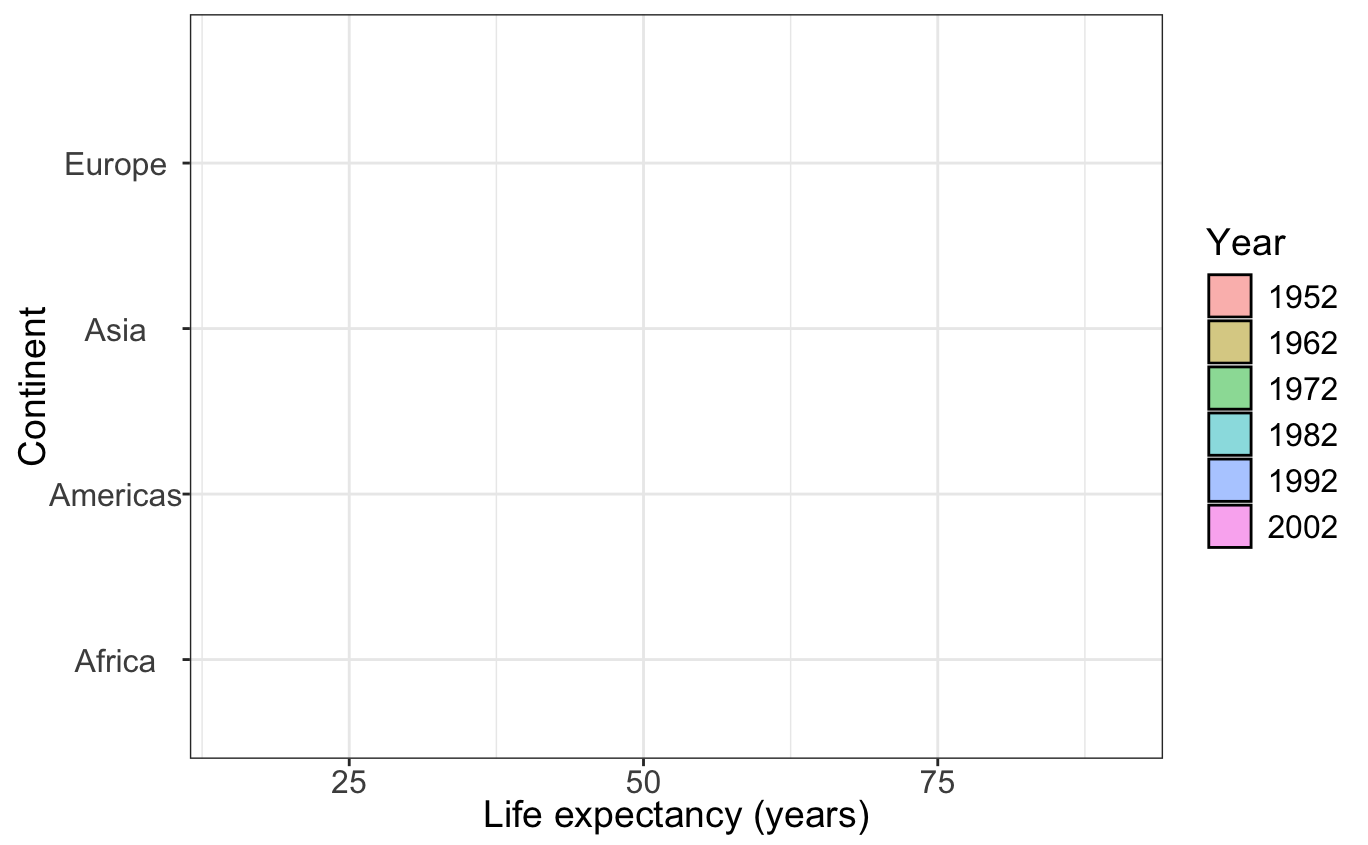 Europe
Asia
Americas
Africa
Continent
25 50 75
Life expectancy (years)
Year
1952
1962
1972
1982
1992
2002